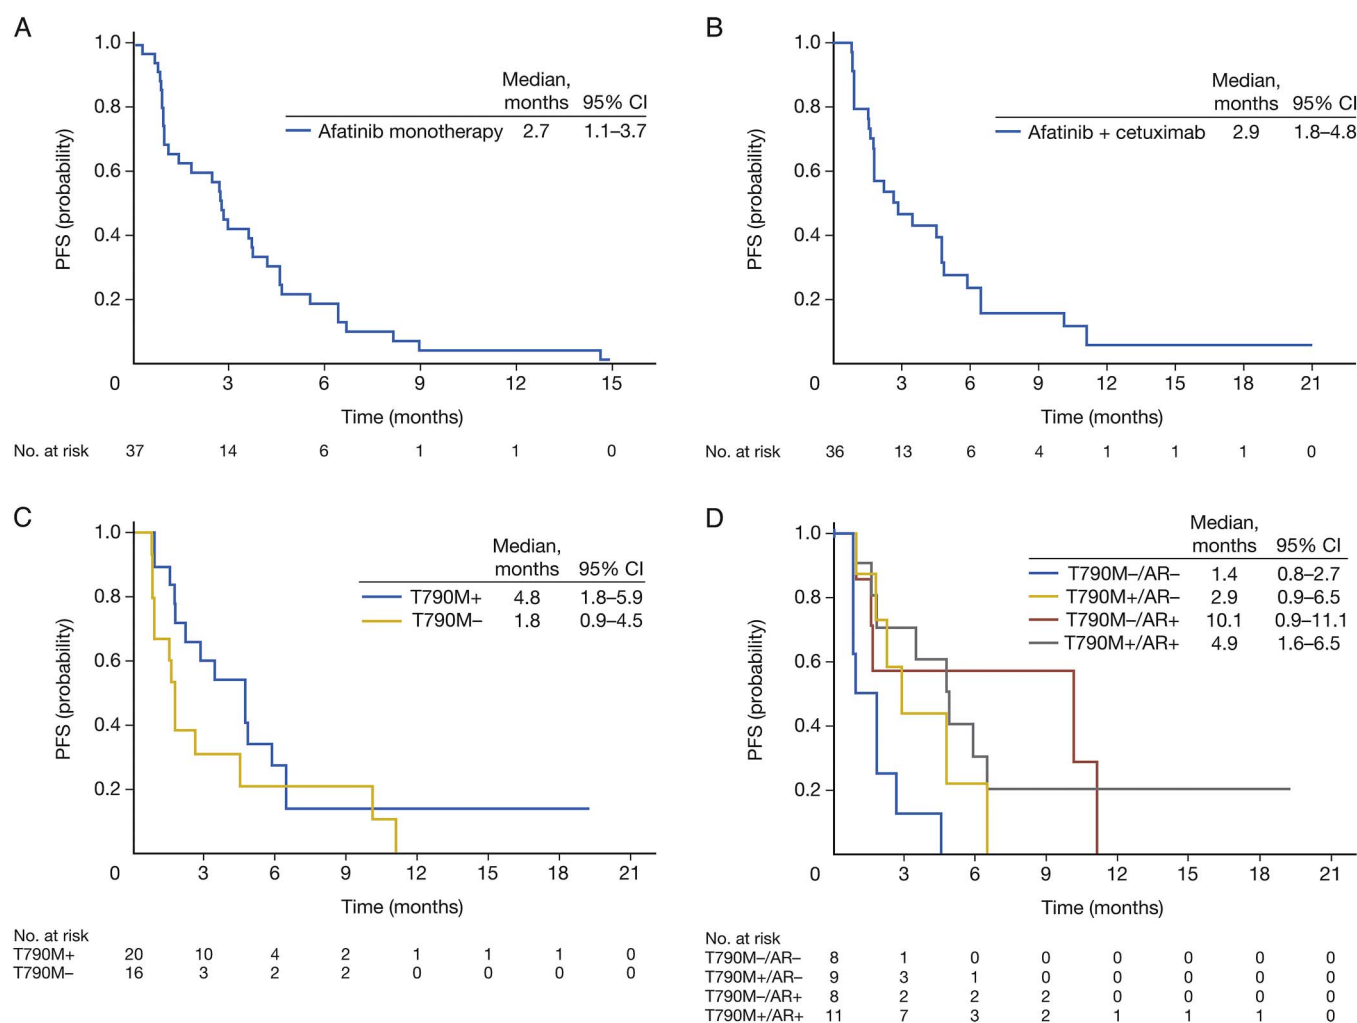 A
1.0
0.8
0.6
0.4
0.2
0
PFS (probability)
Median,
months 95% CI
Afatinib monotherapy 2.7 1.1–3.7
3 6 9 12 15
Time (months)
No. at risk 37 14 6 1 1 0
B
1.0
0.8
0.6
0.4
0.2
0
PFS (probability)
Median,
months 95% CI
Afatinib + cetuximab 2.9 1.8–4.8
3 6 9 12 15 18 21
Time (months)
No. at risk 36 13 6 4 1 1 1 0
C
1.0
0.8
0.6
0.4
0.2
0
PFS (probability)
Median,
months 95% CI
T790M+ 4.8 1.8–5.9
T790M– 1.8 0.9–4.5
3 6 9 12 15 18 21
Time (months)
No. at risk
T790M+ 20 10 4 2 1 1 1 0
T790M– 16 3 2 2 0 0 0 0
D
1.0
0.8
0.6
0.4
0.2
0
PFS (probability)
Median,
months 95% CI
T790M–/AR– 1.4 0.8–2.7
T790M+/AR– 2.9 0.9–6.5
T790M–/AR+ 10.1 0.9–11.1
T790M+/AR+ 4.9 1.6–6.5
3 6 9 12 15 18 21
Time (months)
No. at risk
T790M–/AR– 8 1 0 0 0 0 0 0
T790M+/AR– 9 3 1 0 0 0 0 0
T790M–/AR+ 8 2 2 2 0 0 0 0
T790M+/AR+ 11 7 3 2 1 1 1 0